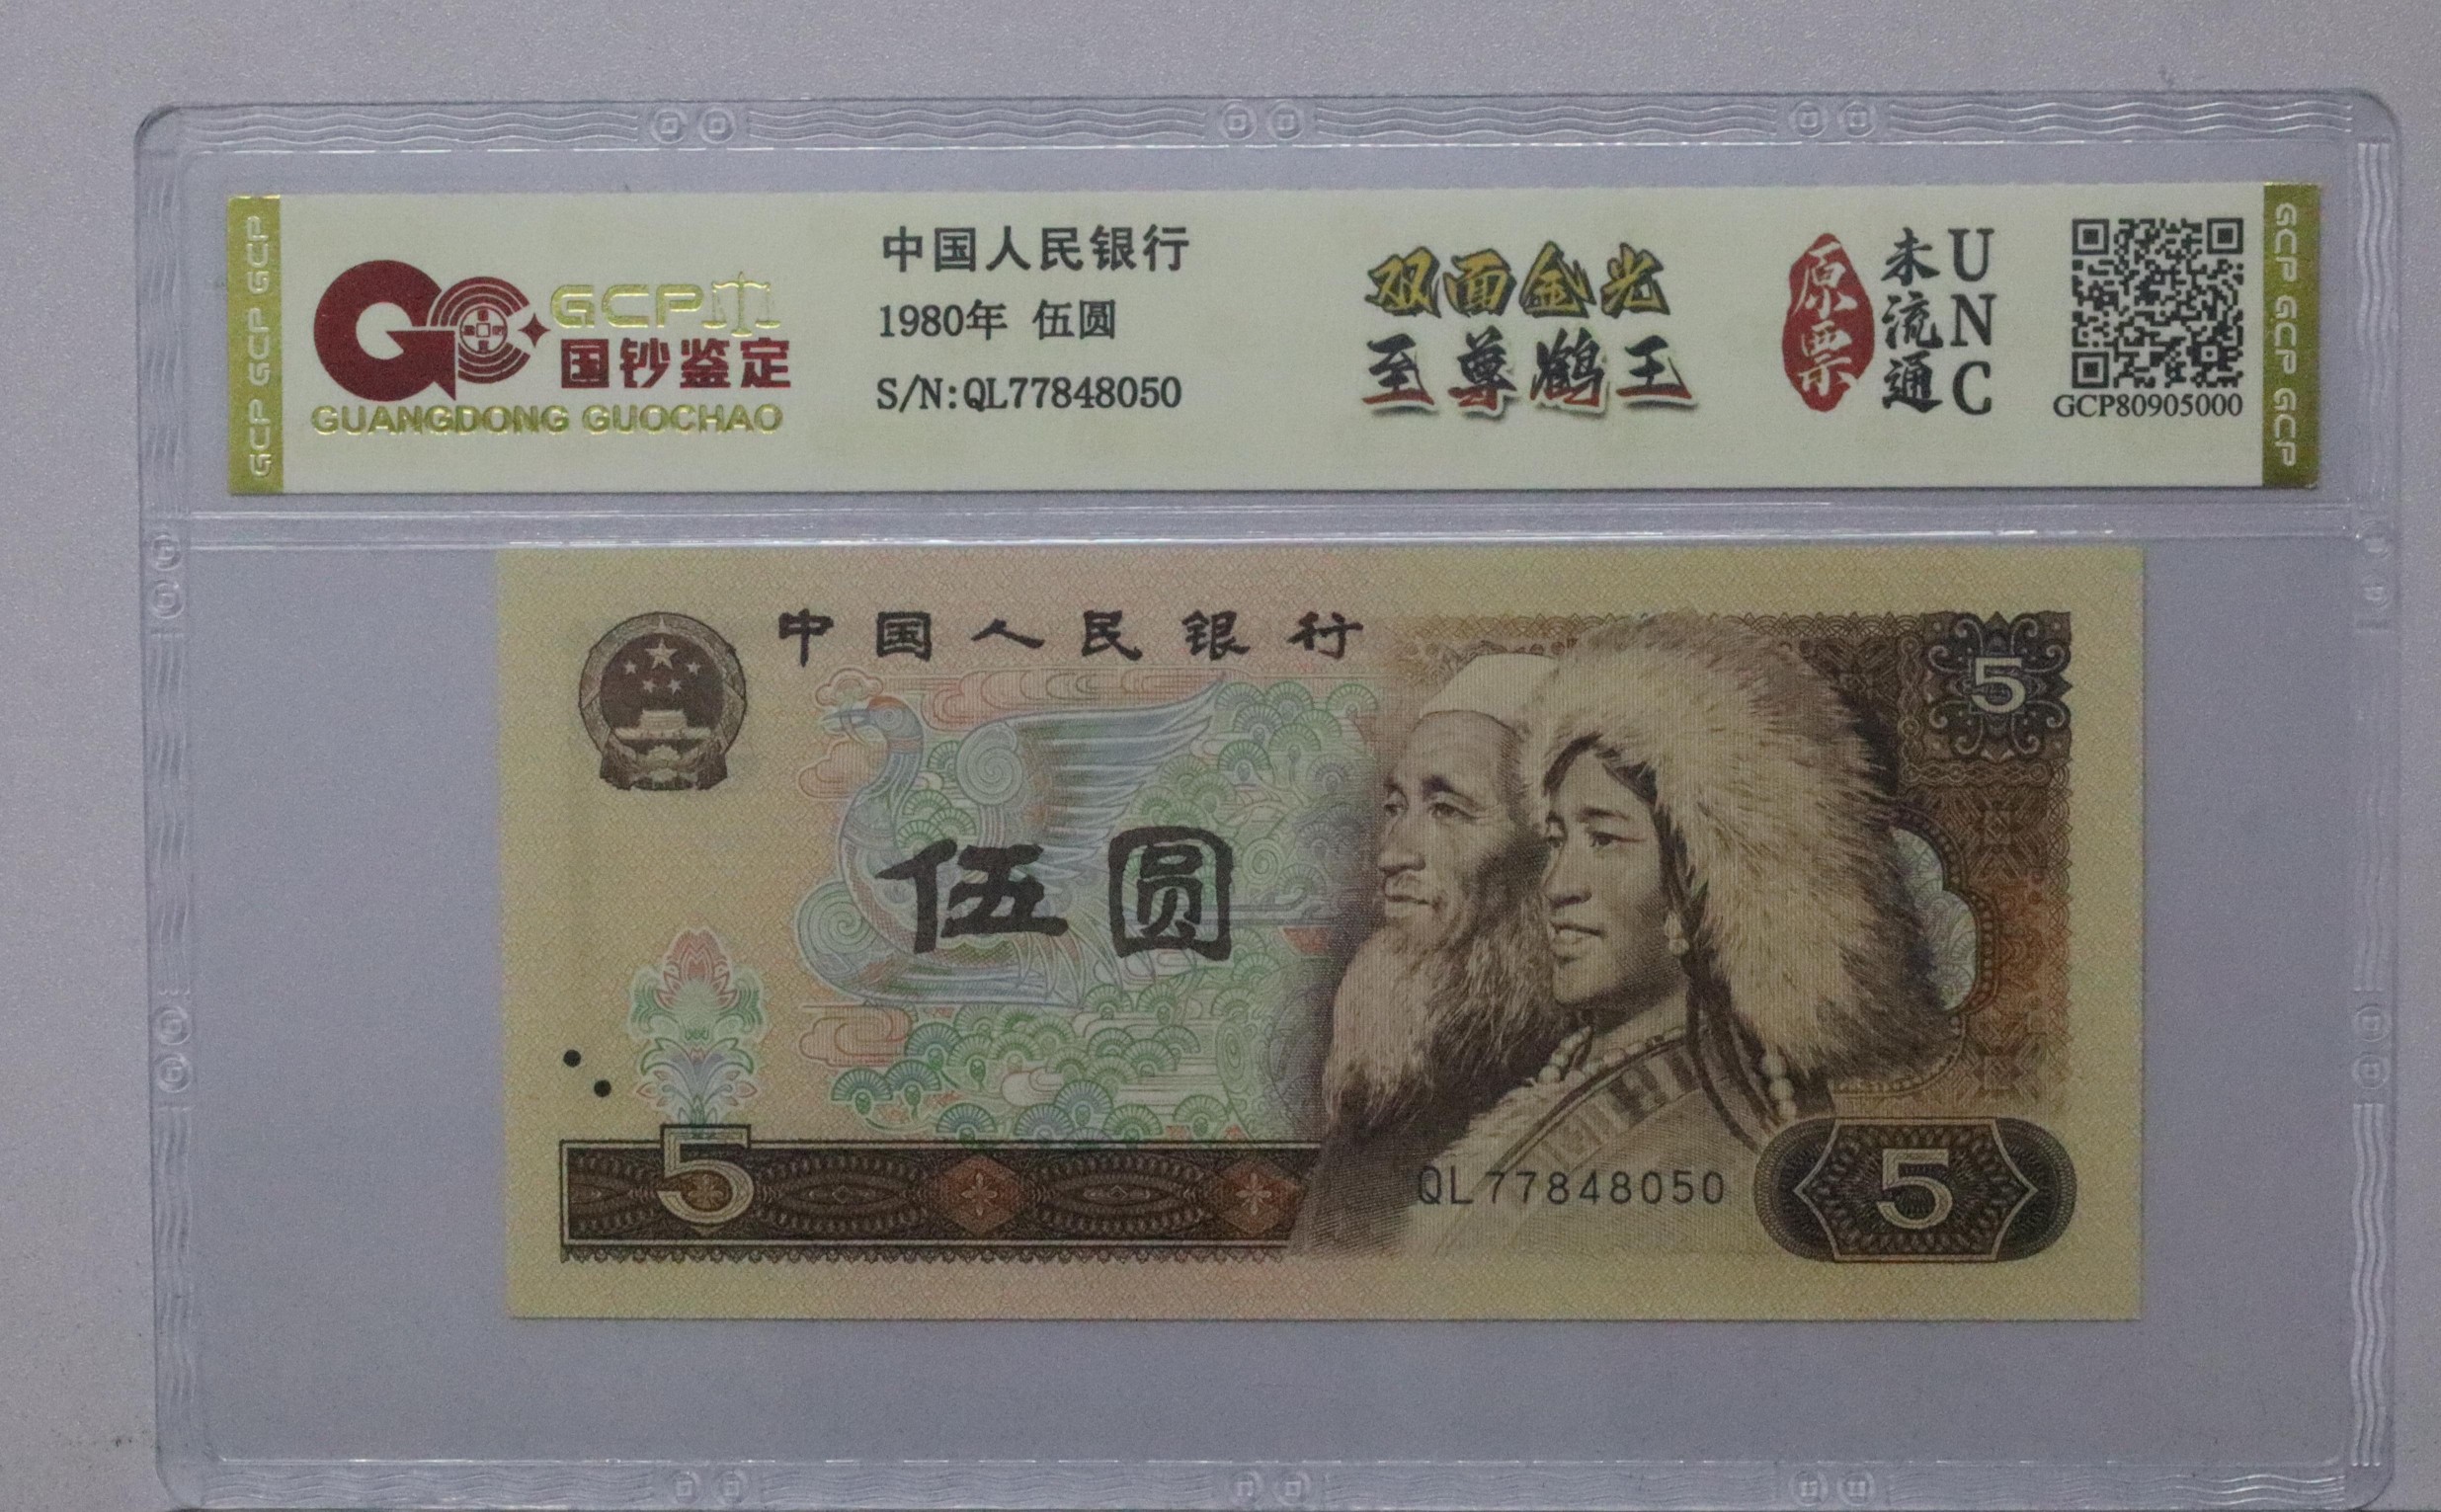 GCP GCP GCP
GCP
国钞鉴定
GUANGDONG GUOCHAO
中国人民银行
1980年 伍圆
S/N:QL77848050
双面金光
至尊鹤王
原票
未流通
UNC
GCP80905000
GCP GCP GCP
中国人民银行
5
伍圆
5
QL77848050
5